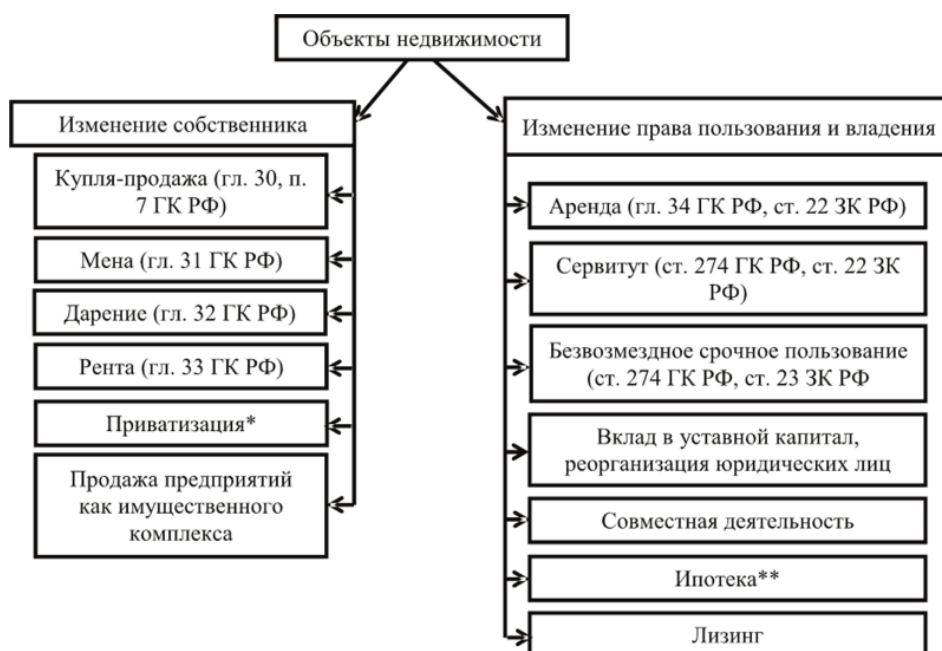 Объекты недвижимости
Изменение собственника
Купля-продажа (гл. 30, п.
7 ГК РФ)
Мена (гл. 31 ГК РФ)
Дарение (гл. 32 ГК РФ)
Рента (гл. 33 ГК РФ)
Приватизация*
Продажа предприятий
как имущественного
комплекса
Изменение права пользования и владения
Аренда (гл. 34 ГК РФ, ст. 22 ЗК РФ)
Сервитут (ст. 274 ГК РФ, ст. 22 ЗК
РФ)
Безвозмездное срочное пользование
(ст. 274 ГК РФ, ст. 23 ЗК РФ
Вклад в уставной капитал,
реорганизация юридических лиц
Совместная деятельность
Ипотека**
Лизинг